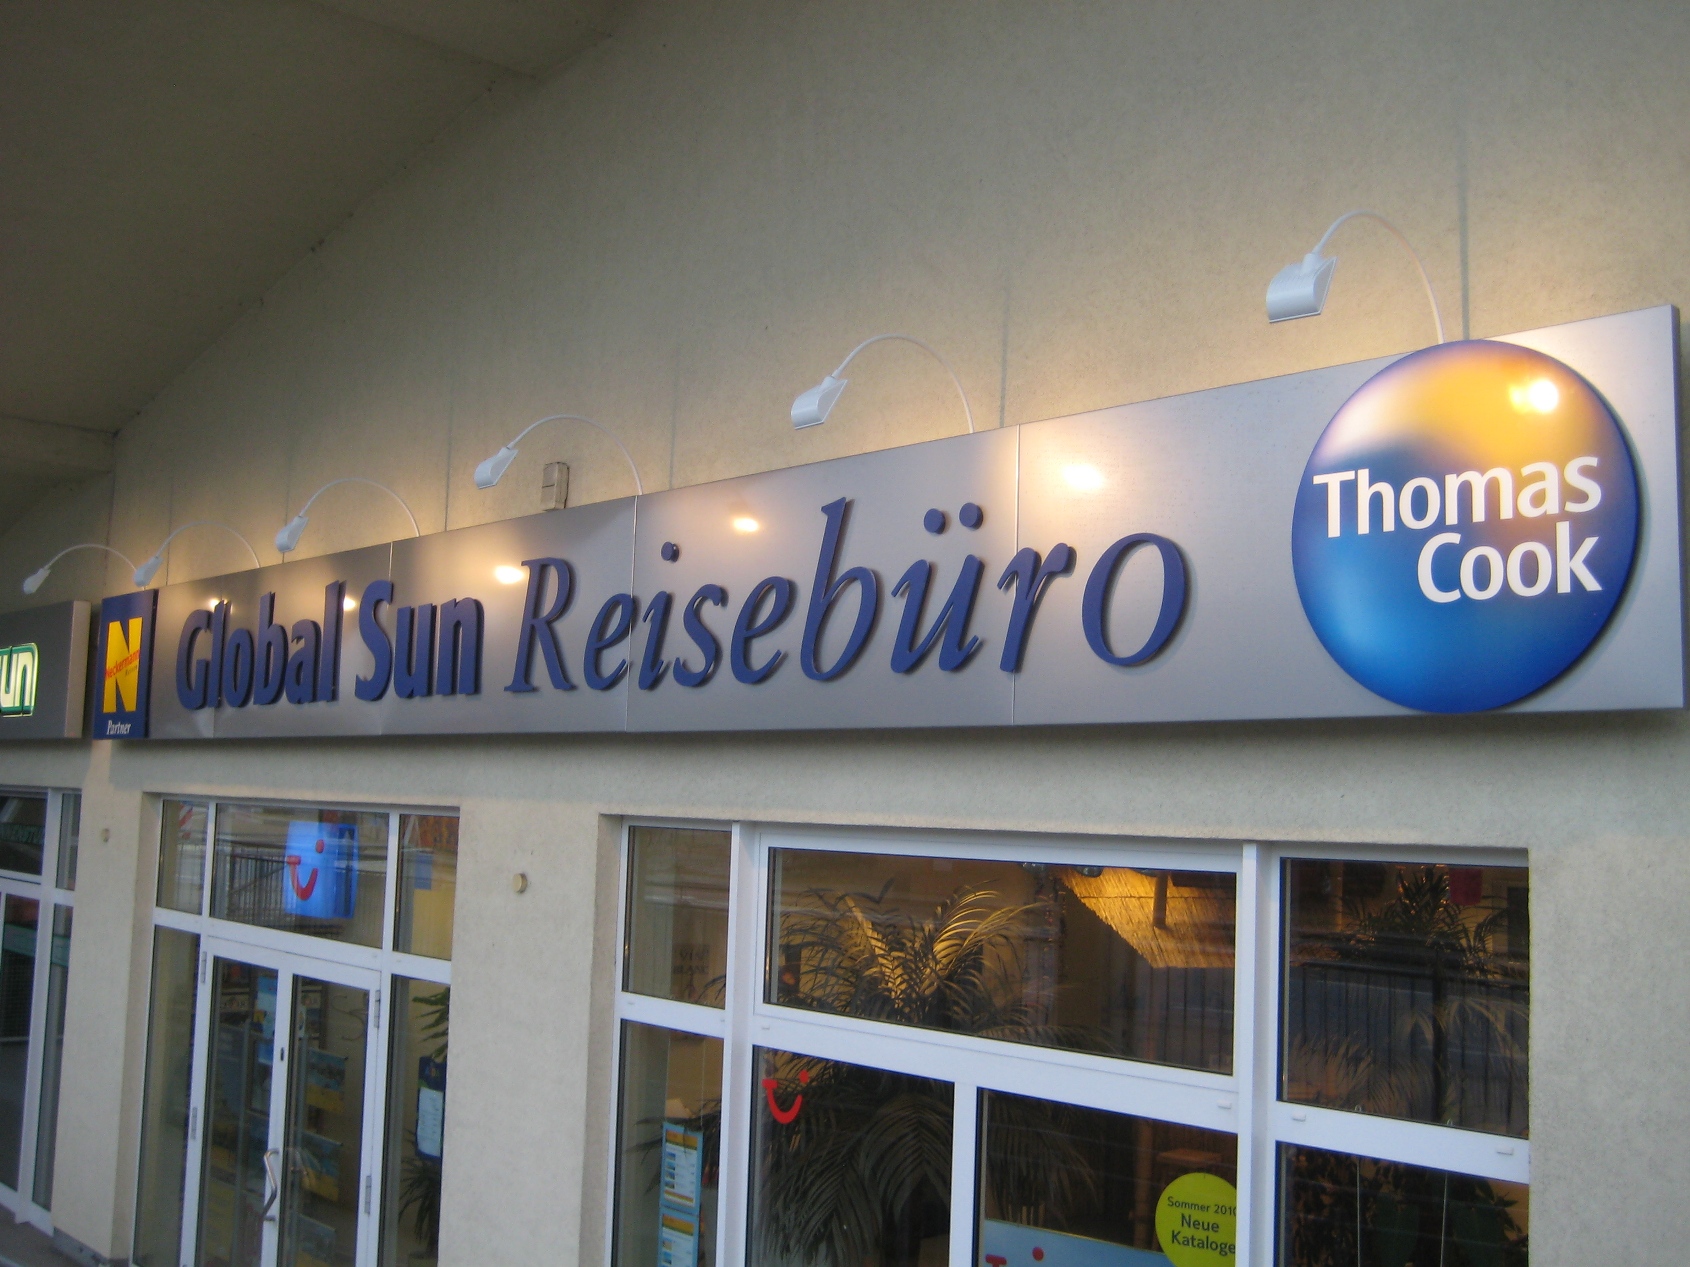 un
Neckermann
Partner
Global Sun Reisebüro
Thomas
Cook
Sommer 2010
Neue
Kataloge